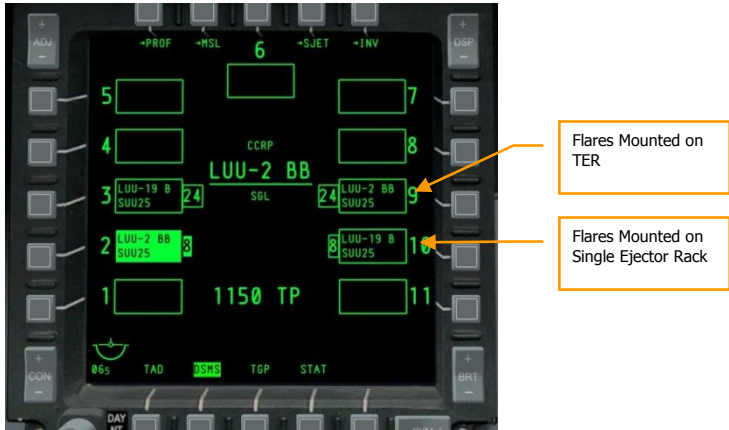 + ADJ -
→PROF →MSL →SJET →INV
+ DSP -
6
5 7
4 8
CCRP
LUU-2 BB
SGL
3 LUU-19 B SUU25 24
24 LUU-2 BB SUU25 9
2 LUU-2 BB SUU25 8
8 LUU-19 B SUU25 10
1 1150 TP 11
06s TAD DSMS TGP STAT
+ CON -
+ BRT -
DAY
Flares Mounted on
TER
Flares Mounted on
Single Ejector Rack